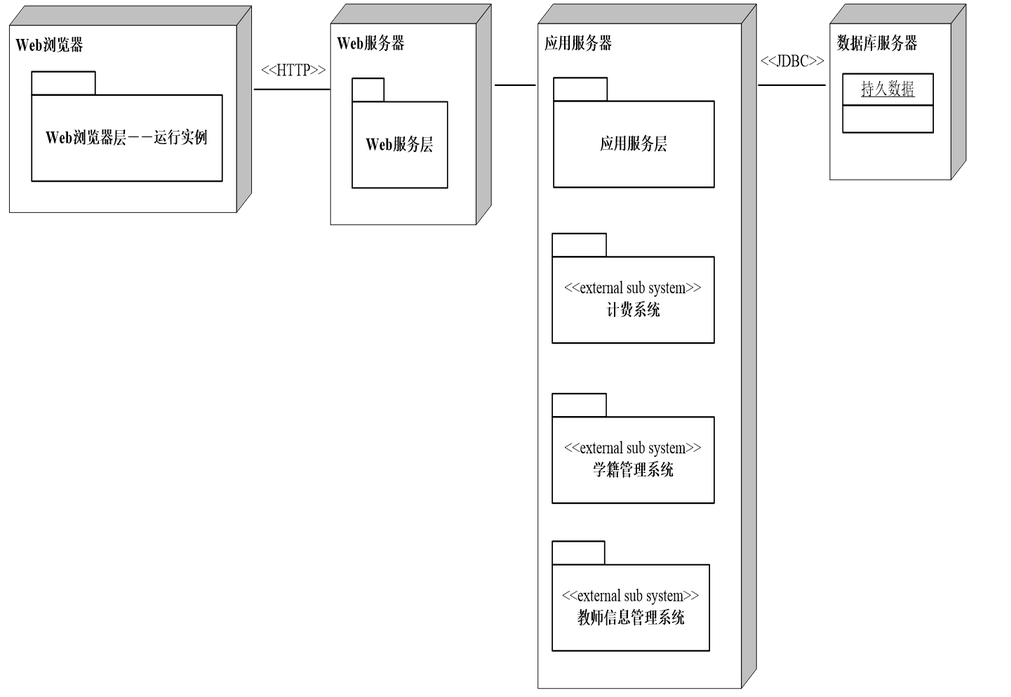 Web浏览器
Web浏览器层－－运行实例
<<HTTP>>
Web服务器
Web服务层
应用服务器
应用服务层
<<external sub system>>
计费系统
<<external sub system>>
学籍管理系统
<<external sub system>>
教师信息管理系统
<<JDBC>>
数据库服务器
持久数据